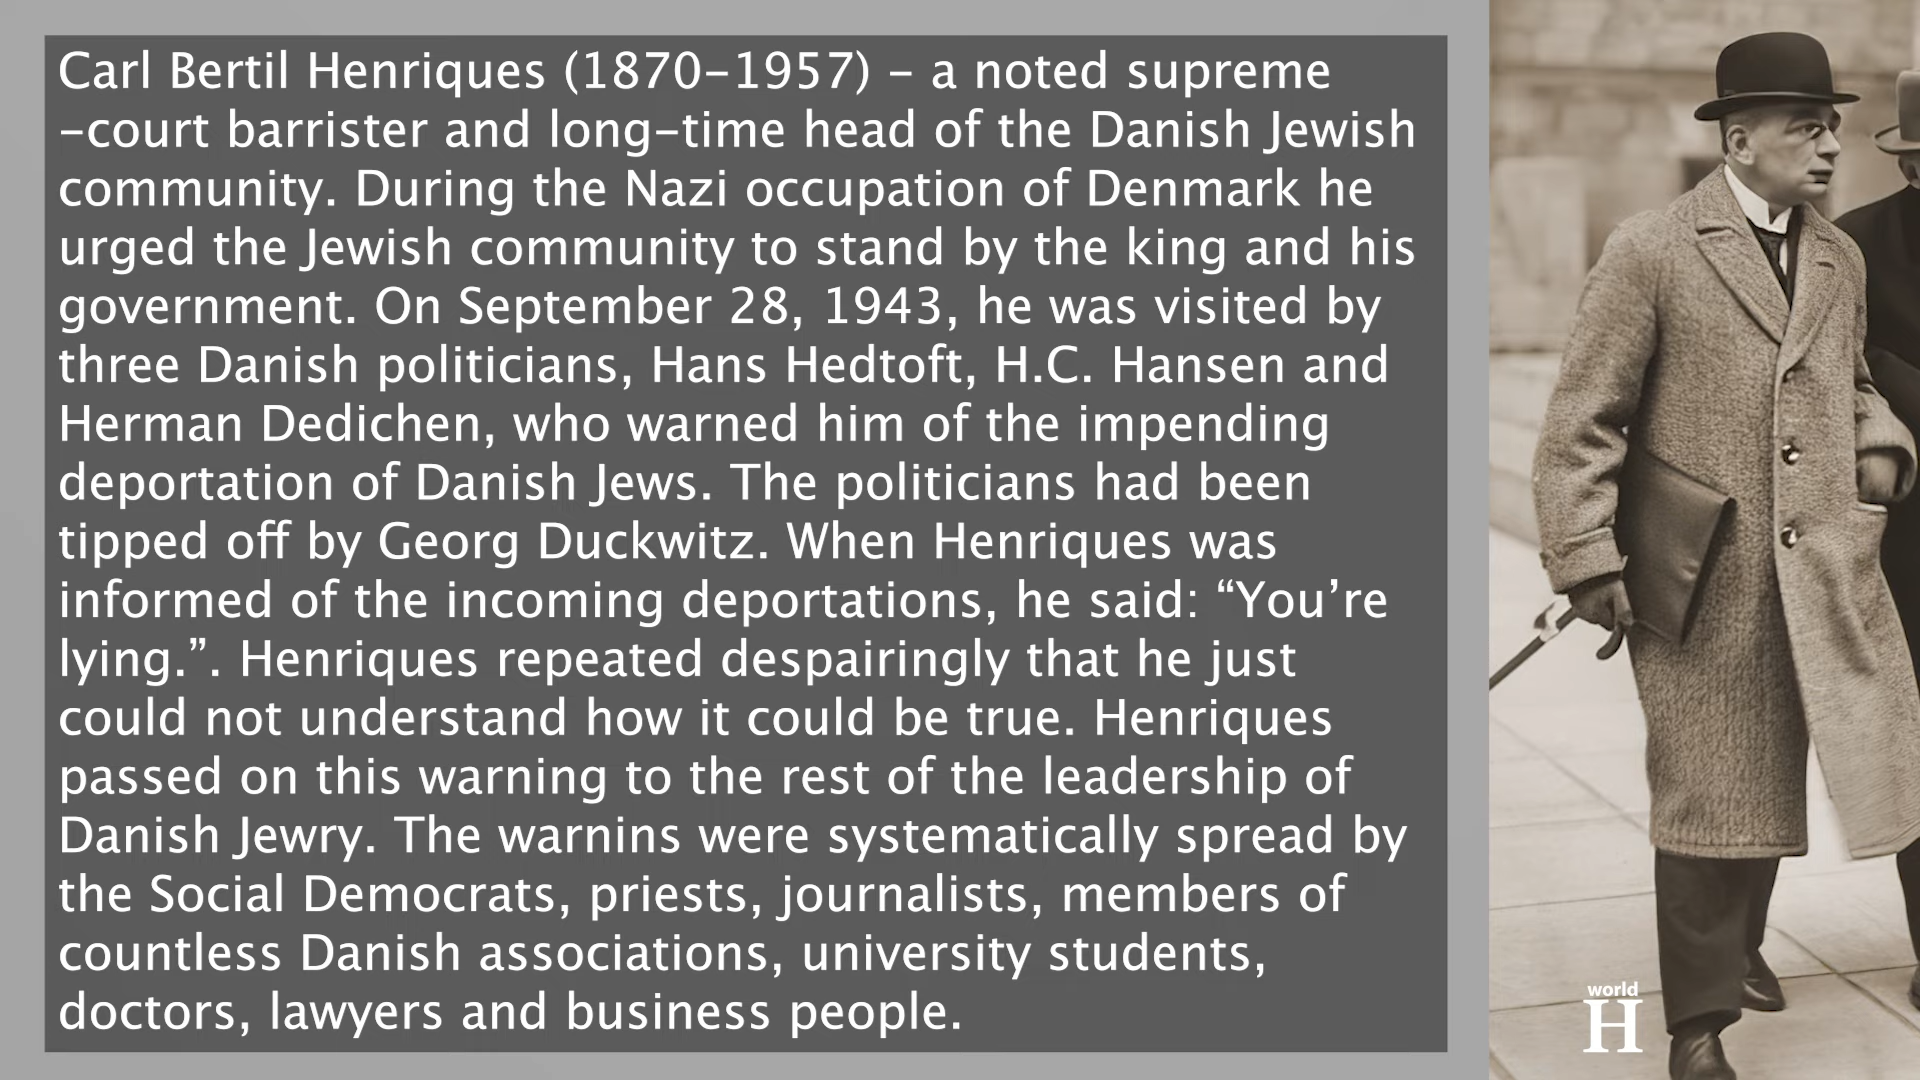 Carl Bertil Henriques (1870–1957) – a noted supreme
–court barrister and long–time head of the Danish Jewish
community. During the Nazi occupation of Denmark he
urged the Jewish community to stand by the king and his
government. On September 28, 1943, he was visited by
three Danish politicians, Hans Hedtoft, H.C. Hansen and
Herman Dedichen, who warned him of the impending
deportation of Danish Jews. The politicians had been
tipped off by Georg Duckwitz. When Henriques was
informed of the incoming deportations, he said: “You’re
lying.”. Henriques repeated despairingly that he just
could not understand how it could be true. Henriques
passed on this warning to the rest of the leadership of
Danish Jewry. The warnins were systematically spread by
the Social Democrats, priests, journalists, members of
countless Danish associations, university students,
doctors, lawyers and business people.
world
H